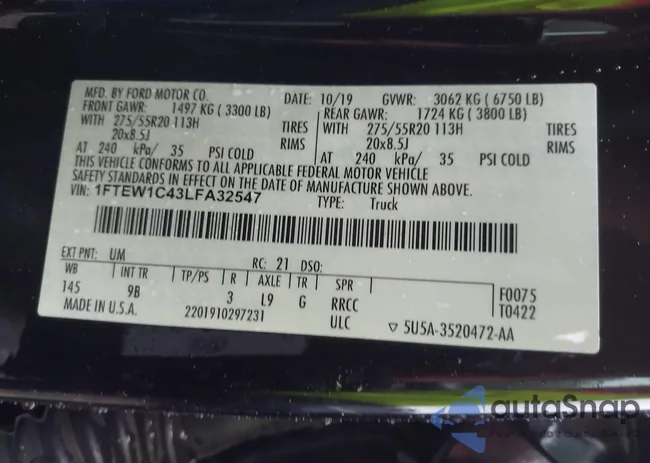 MFD. BY FORD MOTOR CO. DATE: 10/19 GVWR: 3062 KG ( 6750 LB)
FRONT GAWR: 1497 KG ( 3300 LB) REAR GAWR: 1724 KG ( 3800 LB)
WITH 275/55R20 113H TIRES WITH 275/55R20 113H TIRES
20x8.5J RIMS 20x8.5J RIMS
AT 240 kPa/ 35 PSI COLD AT 240 kPa/ 35 PSI COLD
THIS VEHICLE CONFORMS TO ALL APPLICABLE FEDERAL MOTOR VEHICLE
SAFETY STANDARDS IN EFFECT ON THE DATE OF MANUFACTURE SHOWN ABOVE.
VIN: 1FTEW1C43LFA32547 TYPE: Truck
EXT PNT: UM RC: 21 DSO:
WB INT TR TP/PS R AXLE TR SPR F0075
145 9B 3 L9 G RRCC T0422
MADE IN U.S.A. 2201910297231 ULC ▽ 5U5A-3520472-AA
autoSnap